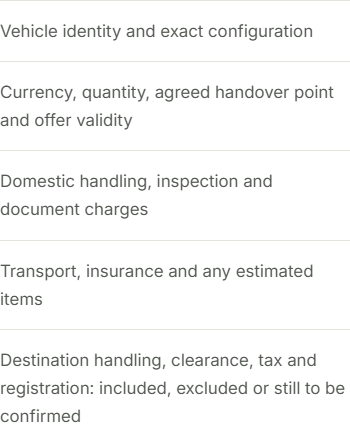 Vehicle identity and exact configuration
Currency, quantity, agreed handover point
and offer validity
Domestic handling, inspection and
document charges
Transport, insurance and any estimated
items
Destination handling, clearance, tax and
registration: included, excluded or still to be
confirmed